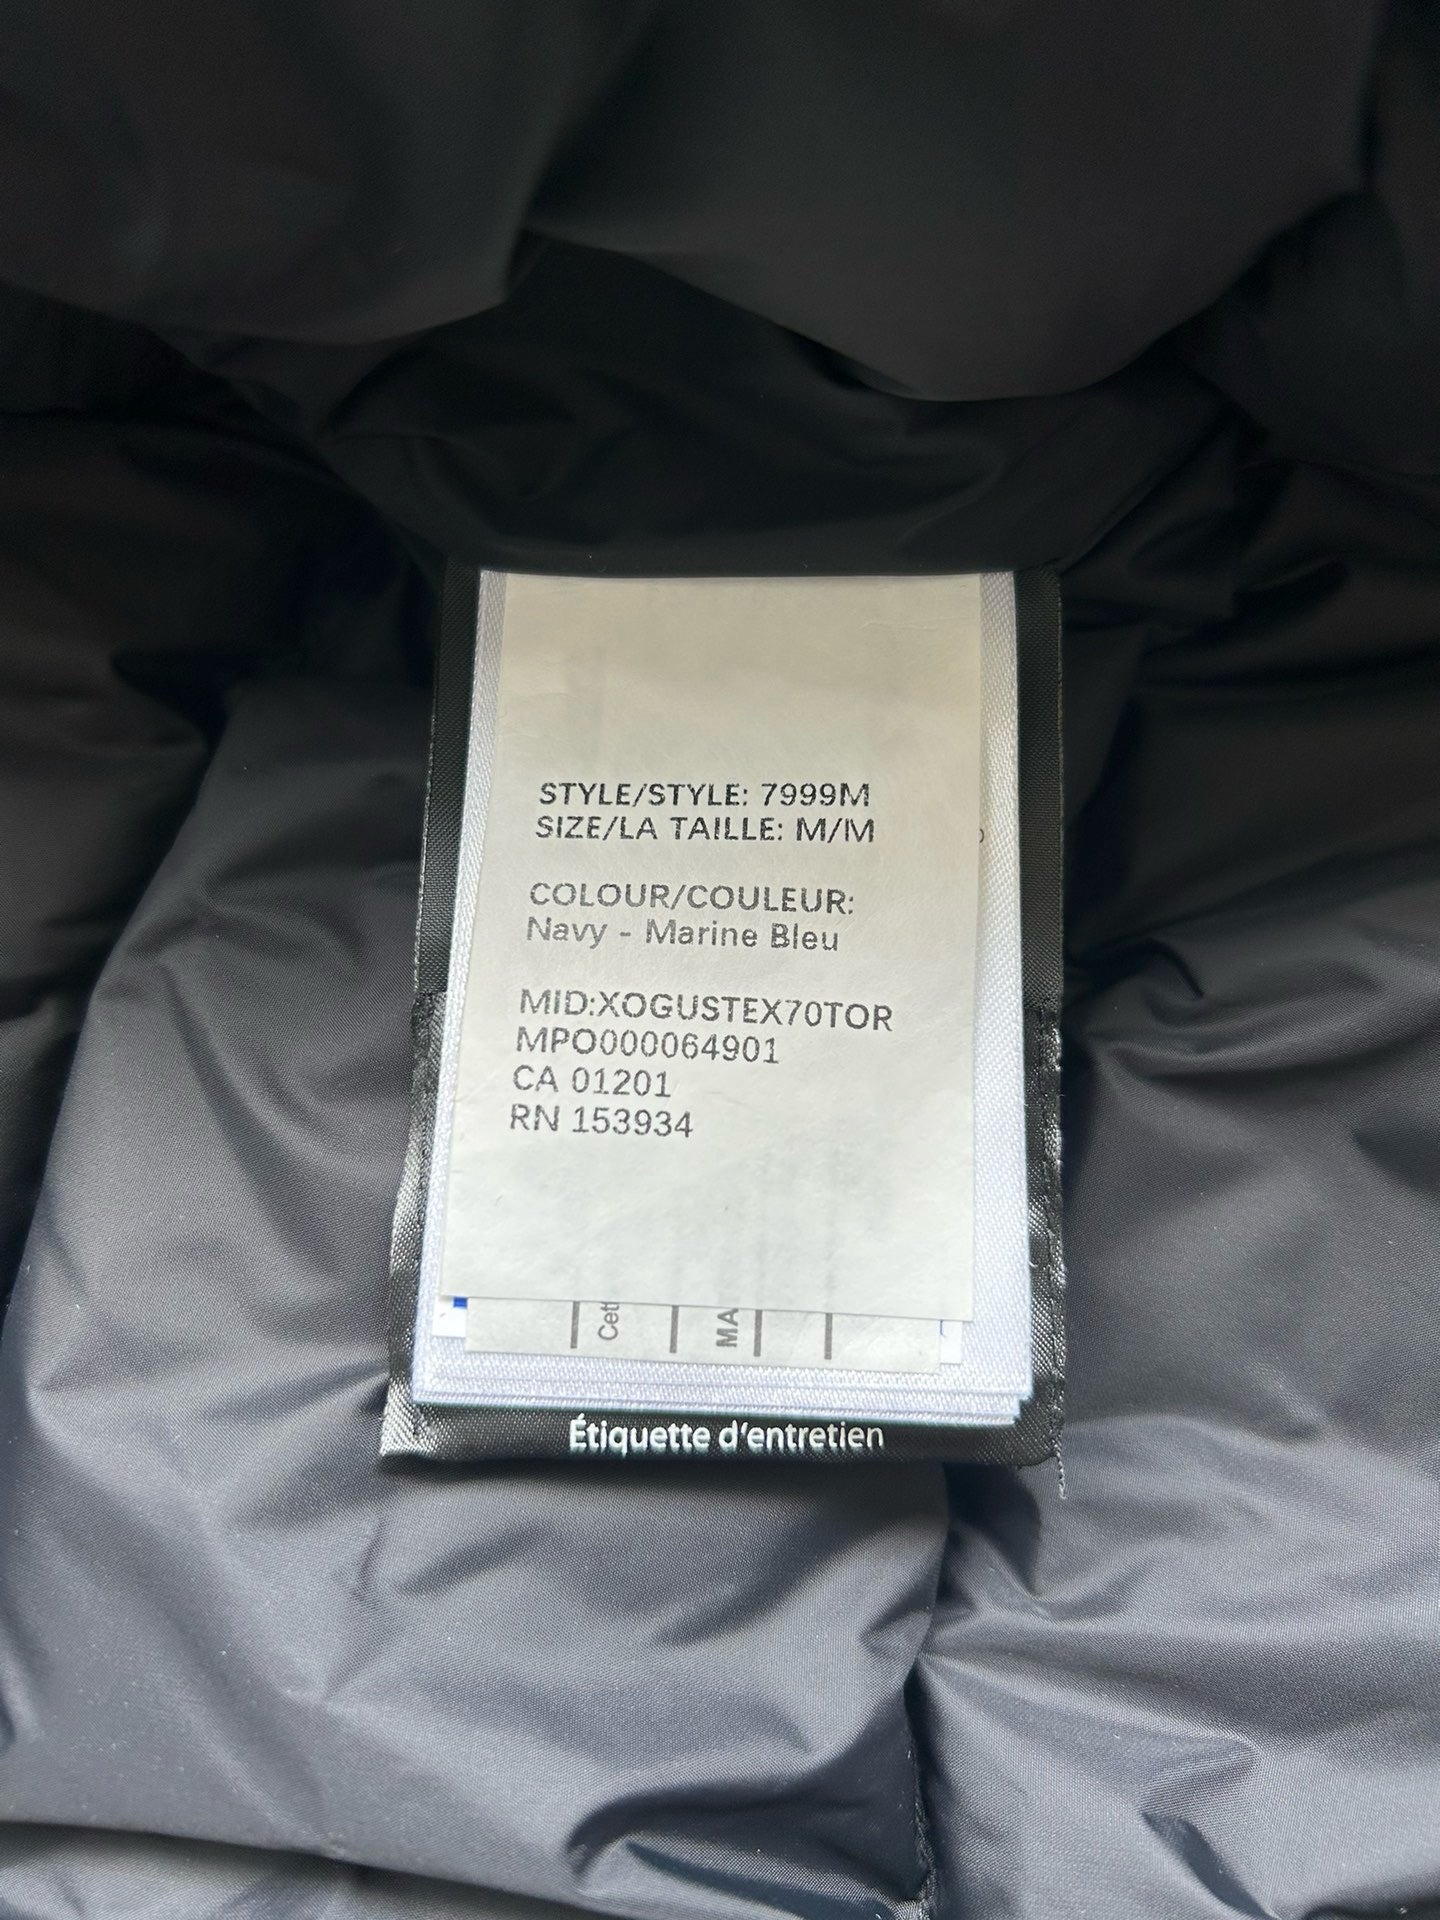 STYLE/STYLE: 7999M
SIZE/LA TAILLE: M/M
COLOUR/COULEUR:
Navy - Marine Bleu
MID:XOGUSTEX70TOR
MPO000064901
CA 01201
RN 153934
Étiquette d'entretien